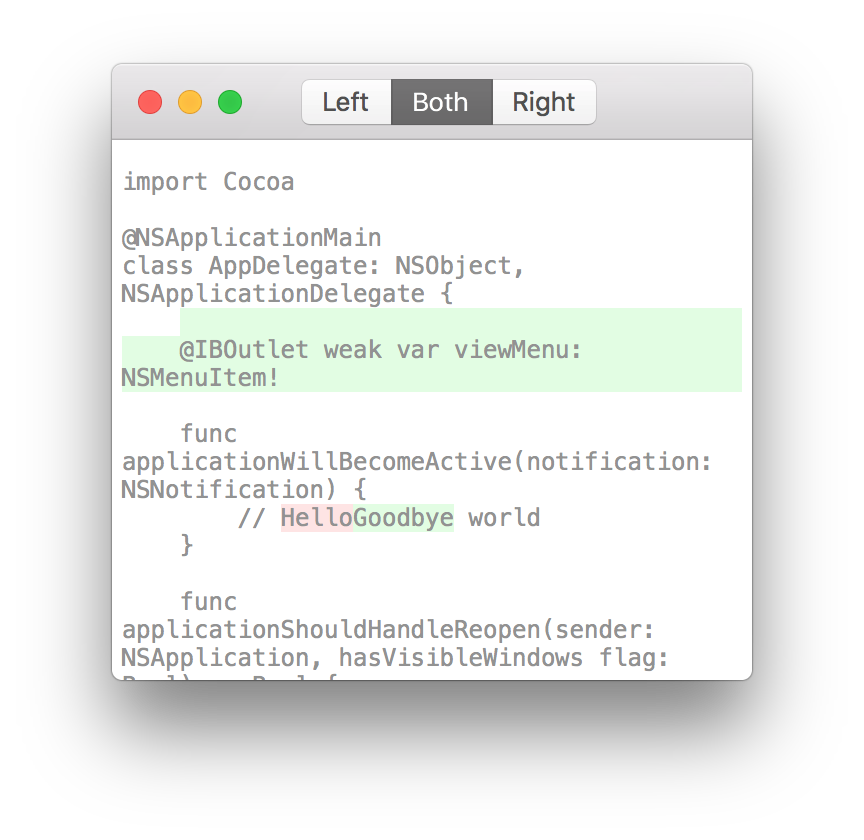 Left Both Right
import Cocoa
@NSApplicationMain
class AppDelegate: NSObject,
NSApplicationDelegate {
@IBOutlet weak var viewMenu:
NSMenuItem!
func
applicationWillBecomeActive(notification:
NSNotification) {
// HelloGoodbye world
}
func
applicationShouldHandleReopen(sender:
NSApplication, hasVisibleWindows flag: